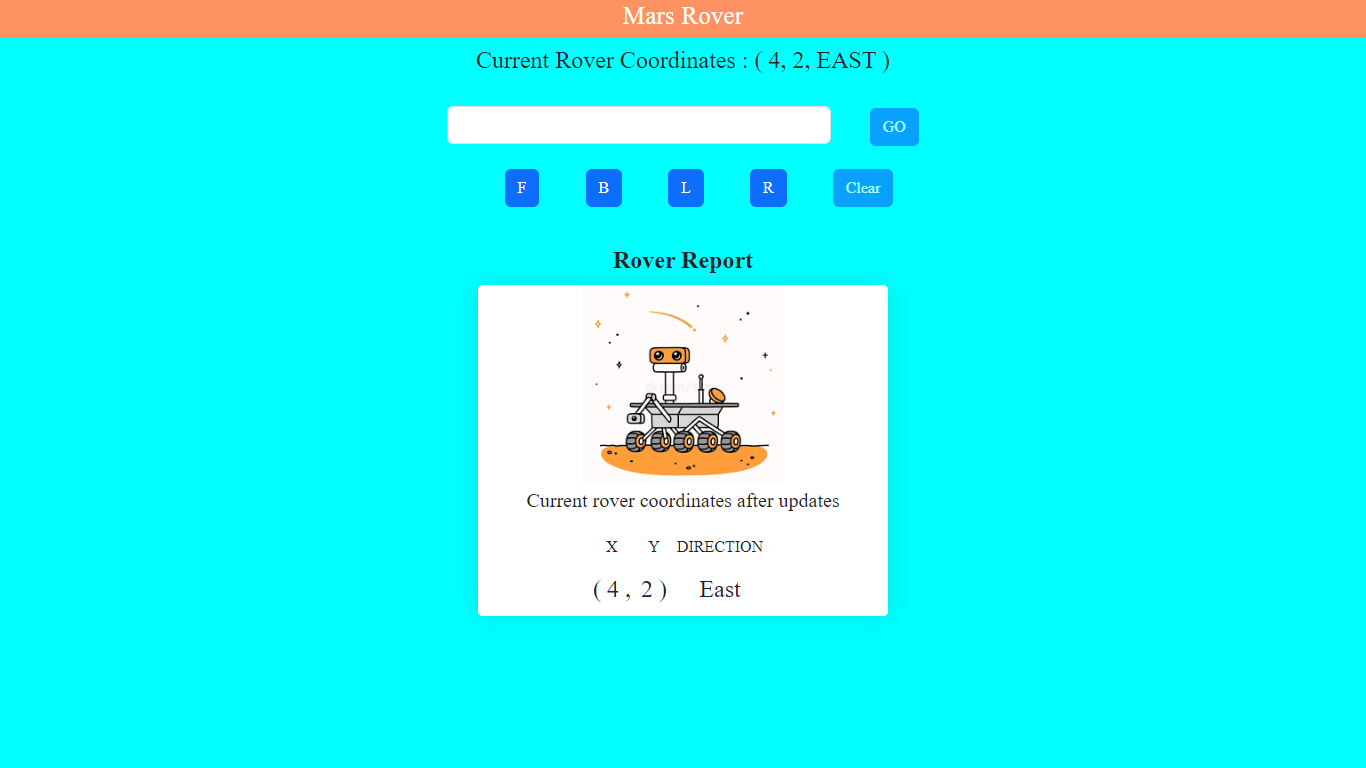 Mars Rover
Current Rover Coordinates : ( 4, 2, EAST )
GO
F B L R Clear
Rover Report
Current rover coordinates after updates
X Y DIRECTION
( 4 , 2 ) East